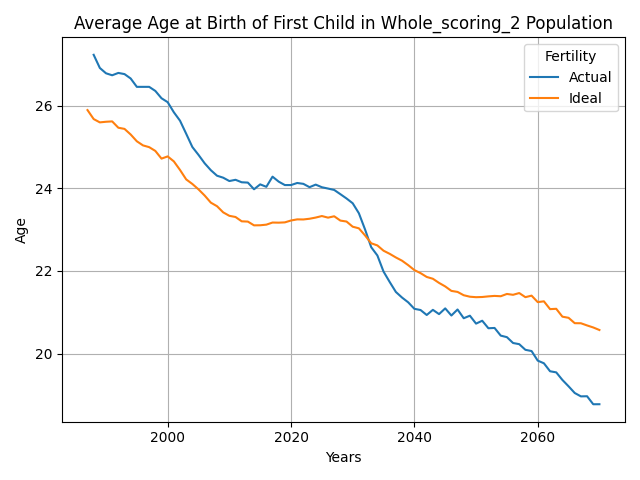 Average Age at Birth of First Child in Whole_scoring_2 Population
Fertility
Actual
Ideal
Age
26
24
22
20
2000 2020 2040 2060
Years